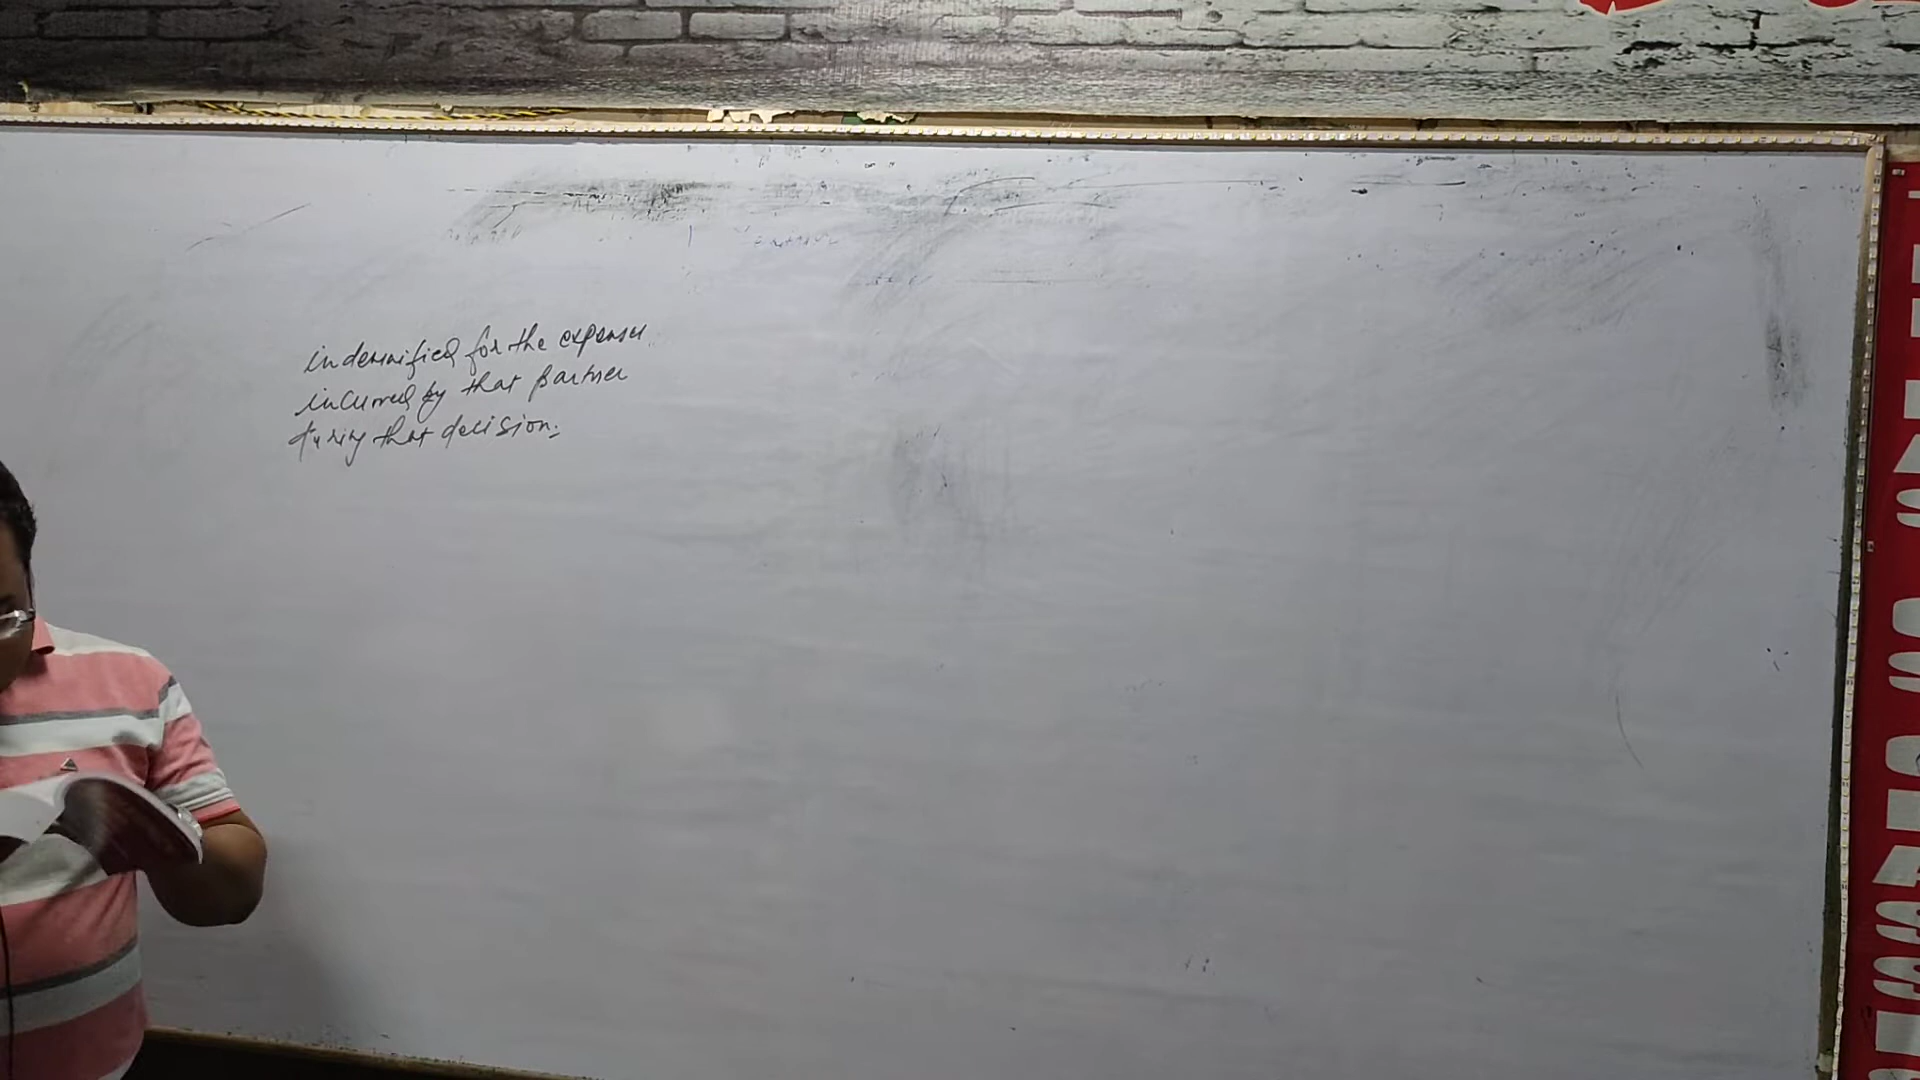 indemnified for the expenses
incurred by that partner
during that decision.